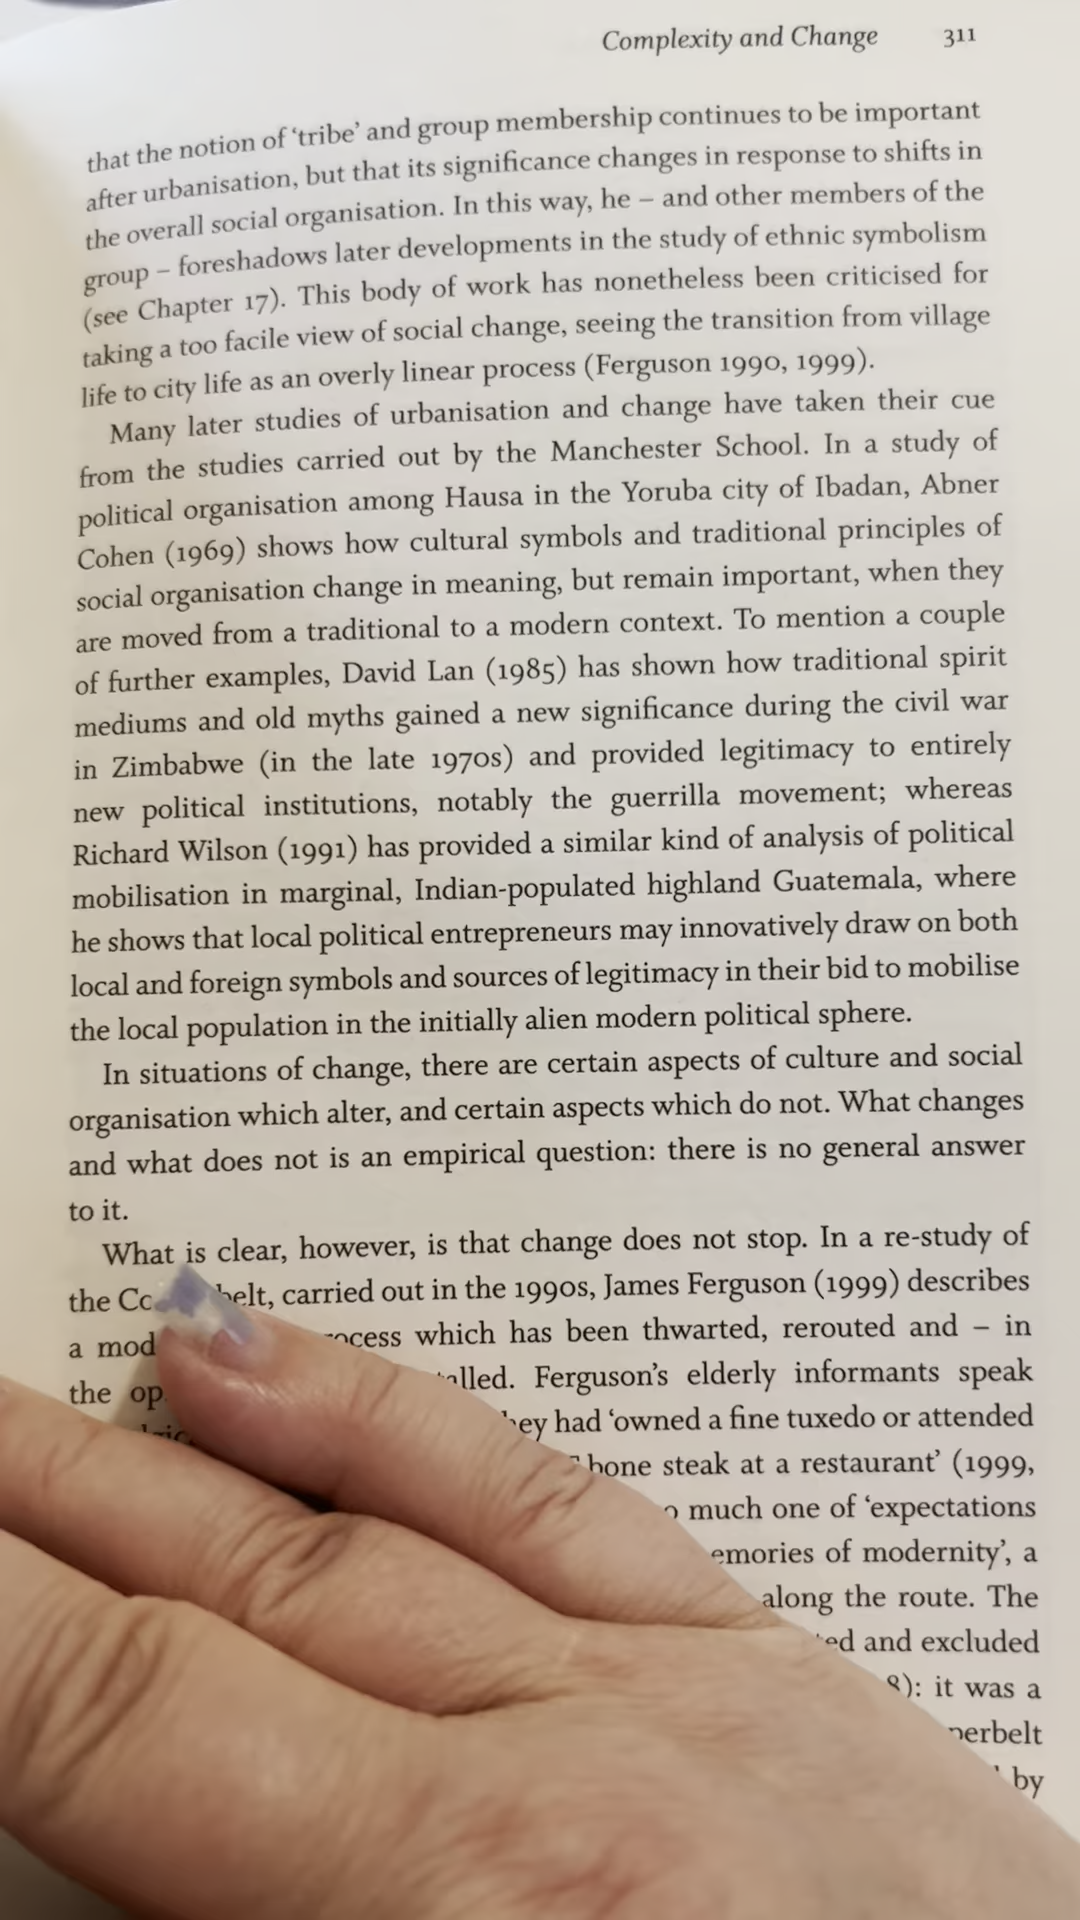 Complexity and Change 311
that the notion of ‘tribe’ and group membership continues to be important
after urbanisation, but that its significance changes in response to shifts in
the overall social organisation. In this way, he – and other members of the
group – foreshadows later developments in the study of ethnic symbolism
(see Chapter 17). This body of work has nonetheless been criticised for
taking a too facile view of social change, seeing the transition from village
life to city life as an overly linear process (Ferguson 1990, 1999).
Many later studies of urbanisation and change have taken their cue
from the studies carried out by the Manchester School. In a study of
political organisation among Hausa in the Yoruba city of Ibadan, Abner
Cohen (1969) shows how cultural symbols and traditional principles of
social organisation change in meaning, but remain important, when they
are moved from a traditional to a modern context. To mention a couple
of further examples, David Lan (1985) has shown how traditional spirit
mediums and old myths gained a new significance during the civil war
in Zimbabwe (in the late 1970s) and provided legitimacy to entirely
new political institutions, notably the guerrilla movement; whereas
Richard Wilson (1991) has provided a similar kind of analysis of political
mobilisation in marginal, Indian-populated highland Guatemala, where
he shows that local political entrepreneurs may innovatively draw on both
local and foreign symbols and sources of legitimacy in their bid to mobilise
the local population in the initially alien modern political sphere.
In situations of change, there are certain aspects of culture and social
organisation which alter, and certain aspects which do not. What changes
and what does not is an empirical question: there is no general answer
to it.
What is clear, however, is that change does not stop. In a re-study of
the carried out in the 1990s, James Ferguson (1999) describes
a which has been thwarted, rerouted and – in
the Ferguson’s elderly informants speak
had ‘owned a fine tuxedo or attended
bone steak at a restaurant’ (1999,
much one of ‘expectations
of modernity’, a
along the route. The
and excluded
it was a
by